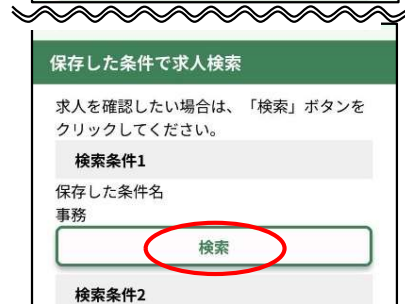 保存した条件で求人検索
求人を確認したい場合は、「検索」ボタンを
クリックしてください。
検索条件1
保存した条件名
事務
検索
検索条件2